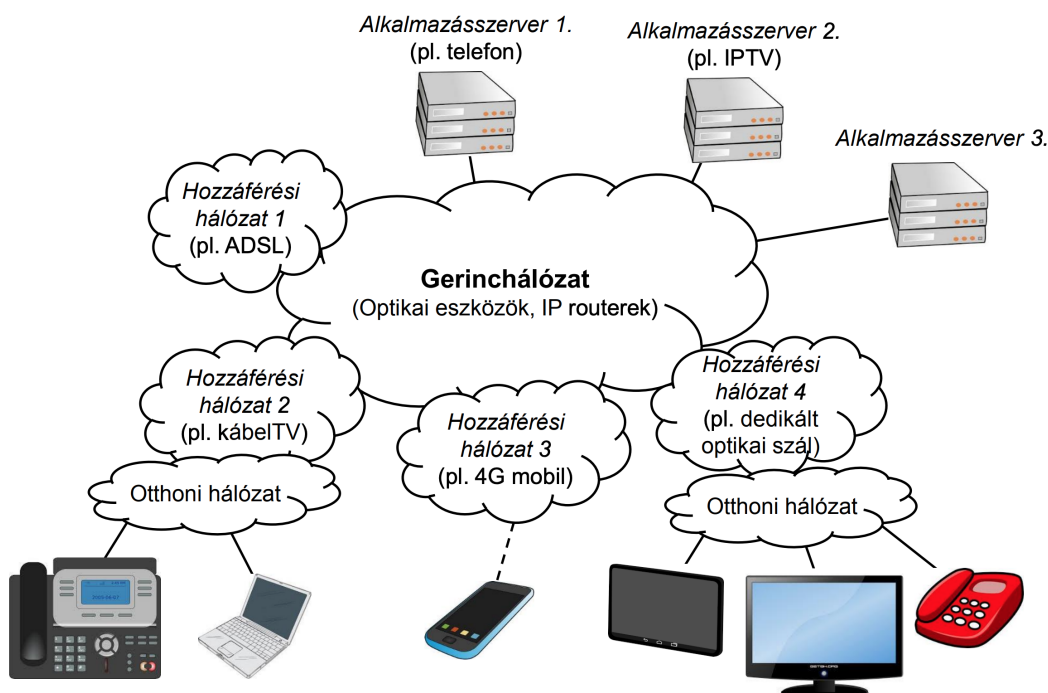 Alkalmazásszerver 1.
(pl. telefon)
Alkalmazásszerver 2.
(pl. IPTV)
Alkalmazásszerver 3.
Hozzáférési
hálózat 1
(pl. ADSL)
Gerinchálózat
(Optikai eszközök, IP routerek)
Hozzáférési
hálózat 2
(pl. kábelTV)
Hozzáférési
hálózat 3
(pl. 4G mobil)
Hozzáférési
hálózat 4
(pl. dedikált
optikai szál)
Otthoni hálózat
Otthoni hálózat